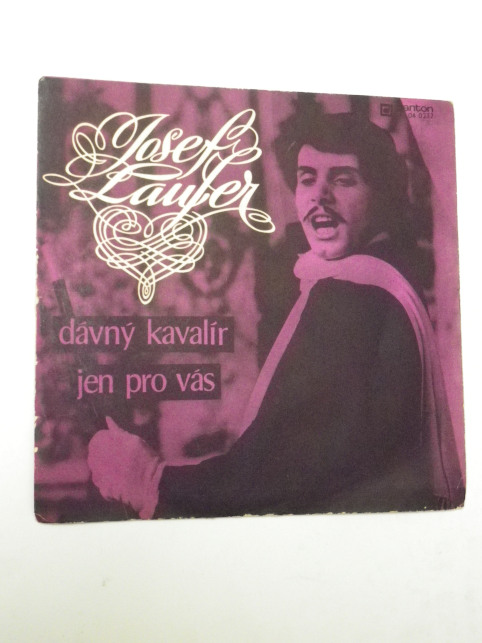 Josef
Laufer
panton
dávný kavalír
jen pro vás